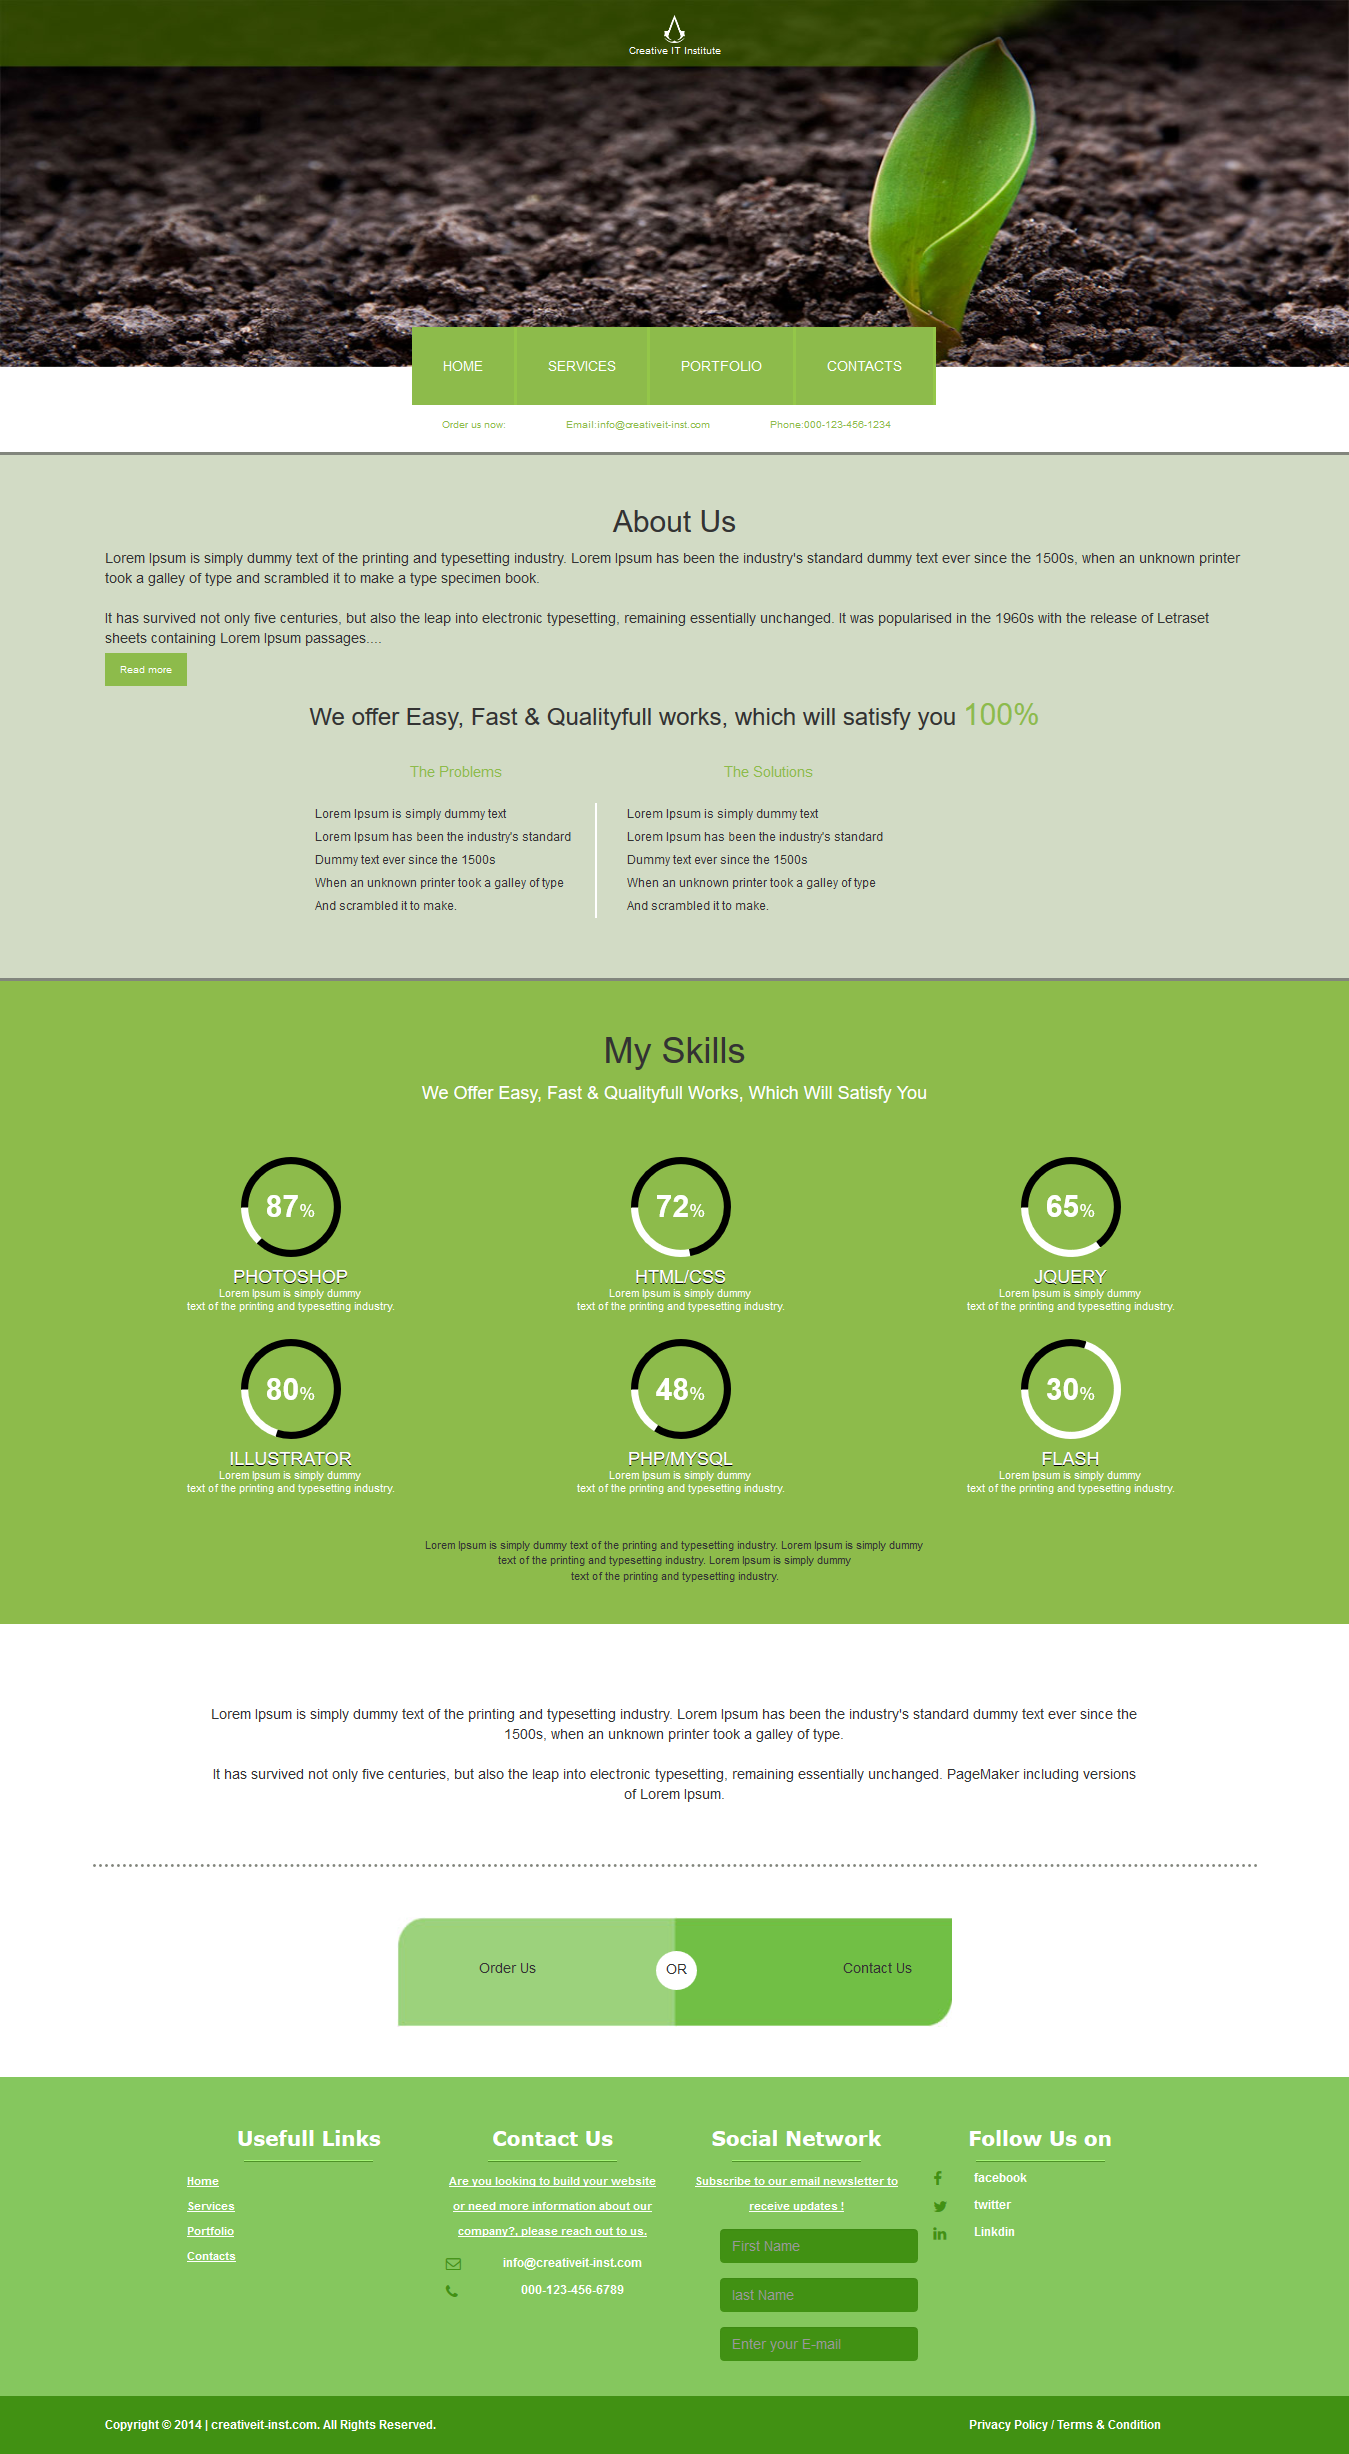 Creative IT Institute
HOME SERVICES PORTFOLIO CONTACTS
Order us now: Email:info@creativeit-inst.com Phone:000-123-456-1234
About Us
Lorem Ipsum is simply dummy text of the printing and typesetting industry. Lorem Ipsum has been the industry's standard dummy text ever since the 1500s, when an unknown printer
took a galley of type and scrambled it to make a type specimen book.
It has survived not only five centuries, but also the leap into electronic typesetting, remaining essentially unchanged. It was popularised in the 1960s with the release of Letraset
sheets containing Lorem Ipsum passages....
Read more
We offer Easy, Fast & Qualityfull works, which will satisfy you 100%
The Problems
Lorem Ipsum is simply dummy text
Lorem Ipsum has been the industry's standard
Dummy text ever since the 1500s
When an unknown printer took a galley of type
And scrambled it to make.
The Solutions
Lorem Ipsum is simply dummy text
Lorem Ipsum has been the industry's standard
Dummy text ever since the 1500s
When an unknown printer took a galley of type
And scrambled it to make.
My Skills
We Offer Easy, Fast & Qualityfull Works, Which Will Satisfy You
87%
PHOTOSHOP
Lorem Ipsum is simply dummy
text of the printing and typesetting industry.
72%
HTML/CSS
Lorem Ipsum is simply dummy
text of the printing and typesetting industry.
65%
JQUERY
Lorem Ipsum is simply dummy
text of the printing and typesetting industry.
80%
ILLUSTRATOR
Lorem Ipsum is simply dummy
text of the printing and typesetting industry.
48%
PHP/MYSQL
Lorem Ipsum is simply dummy
text of the printing and typesetting industry.
30%
FLASH
Lorem Ipsum is simply dummy
text of the printing and typesetting industry.
Lorem Ipsum is simply dummy text of the printing and typesetting industry. Lorem Ipsum is simply dummy
text of the printing and typesetting industry. Lorem Ipsum is simply dummy
text of the printing and typesetting industry.
Lorem Ipsum is simply dummy text of the printing and typesetting industry. Lorem Ipsum has been the industry's standard dummy text ever since the
1500s, when an unknown printer took a galley of type.
It has survived not only five centuries, but also the leap into electronic typesetting, remaining essentially unchanged. PageMaker including versions
of Lorem Ipsum.
Order Us OR Contact Us
Usefull Links
Home
Services
Portfolio
Contacts
Contact Us
Are you looking to build your website
or need more information about our
company?, please reach out to us.
info@creativeit-inst.com
000-123-456-6789
Social Network
Subscribe to our email newsletter to
receive updates !
First Name
last Name
Enter your E-mail
Follow Us on
facebook
twitter
Linkdin
Copyright © 2014 | creativeit-inst.com. All Rights Reserved.
Privacy Policy / Terms & Condition